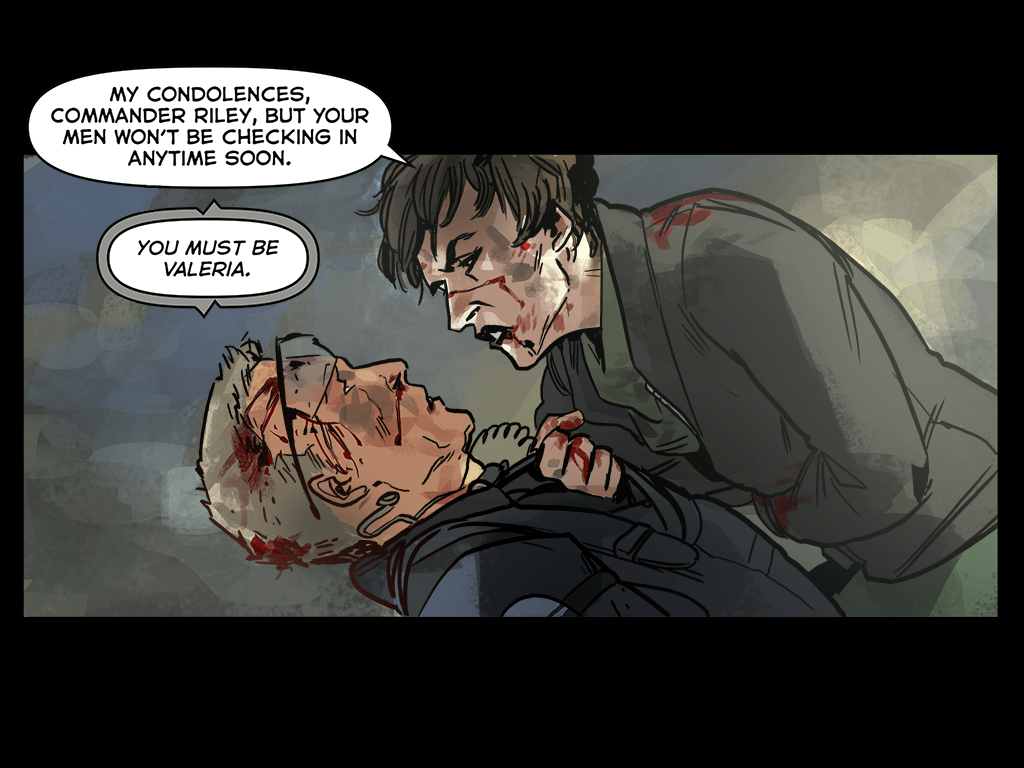 MY CONDOLENCES,
COMMANDER RILEY, BUT YOUR
MEN WON'T BE CHECKING IN
ANYTIME SOON.
YOU MUST BE
VALERIA.